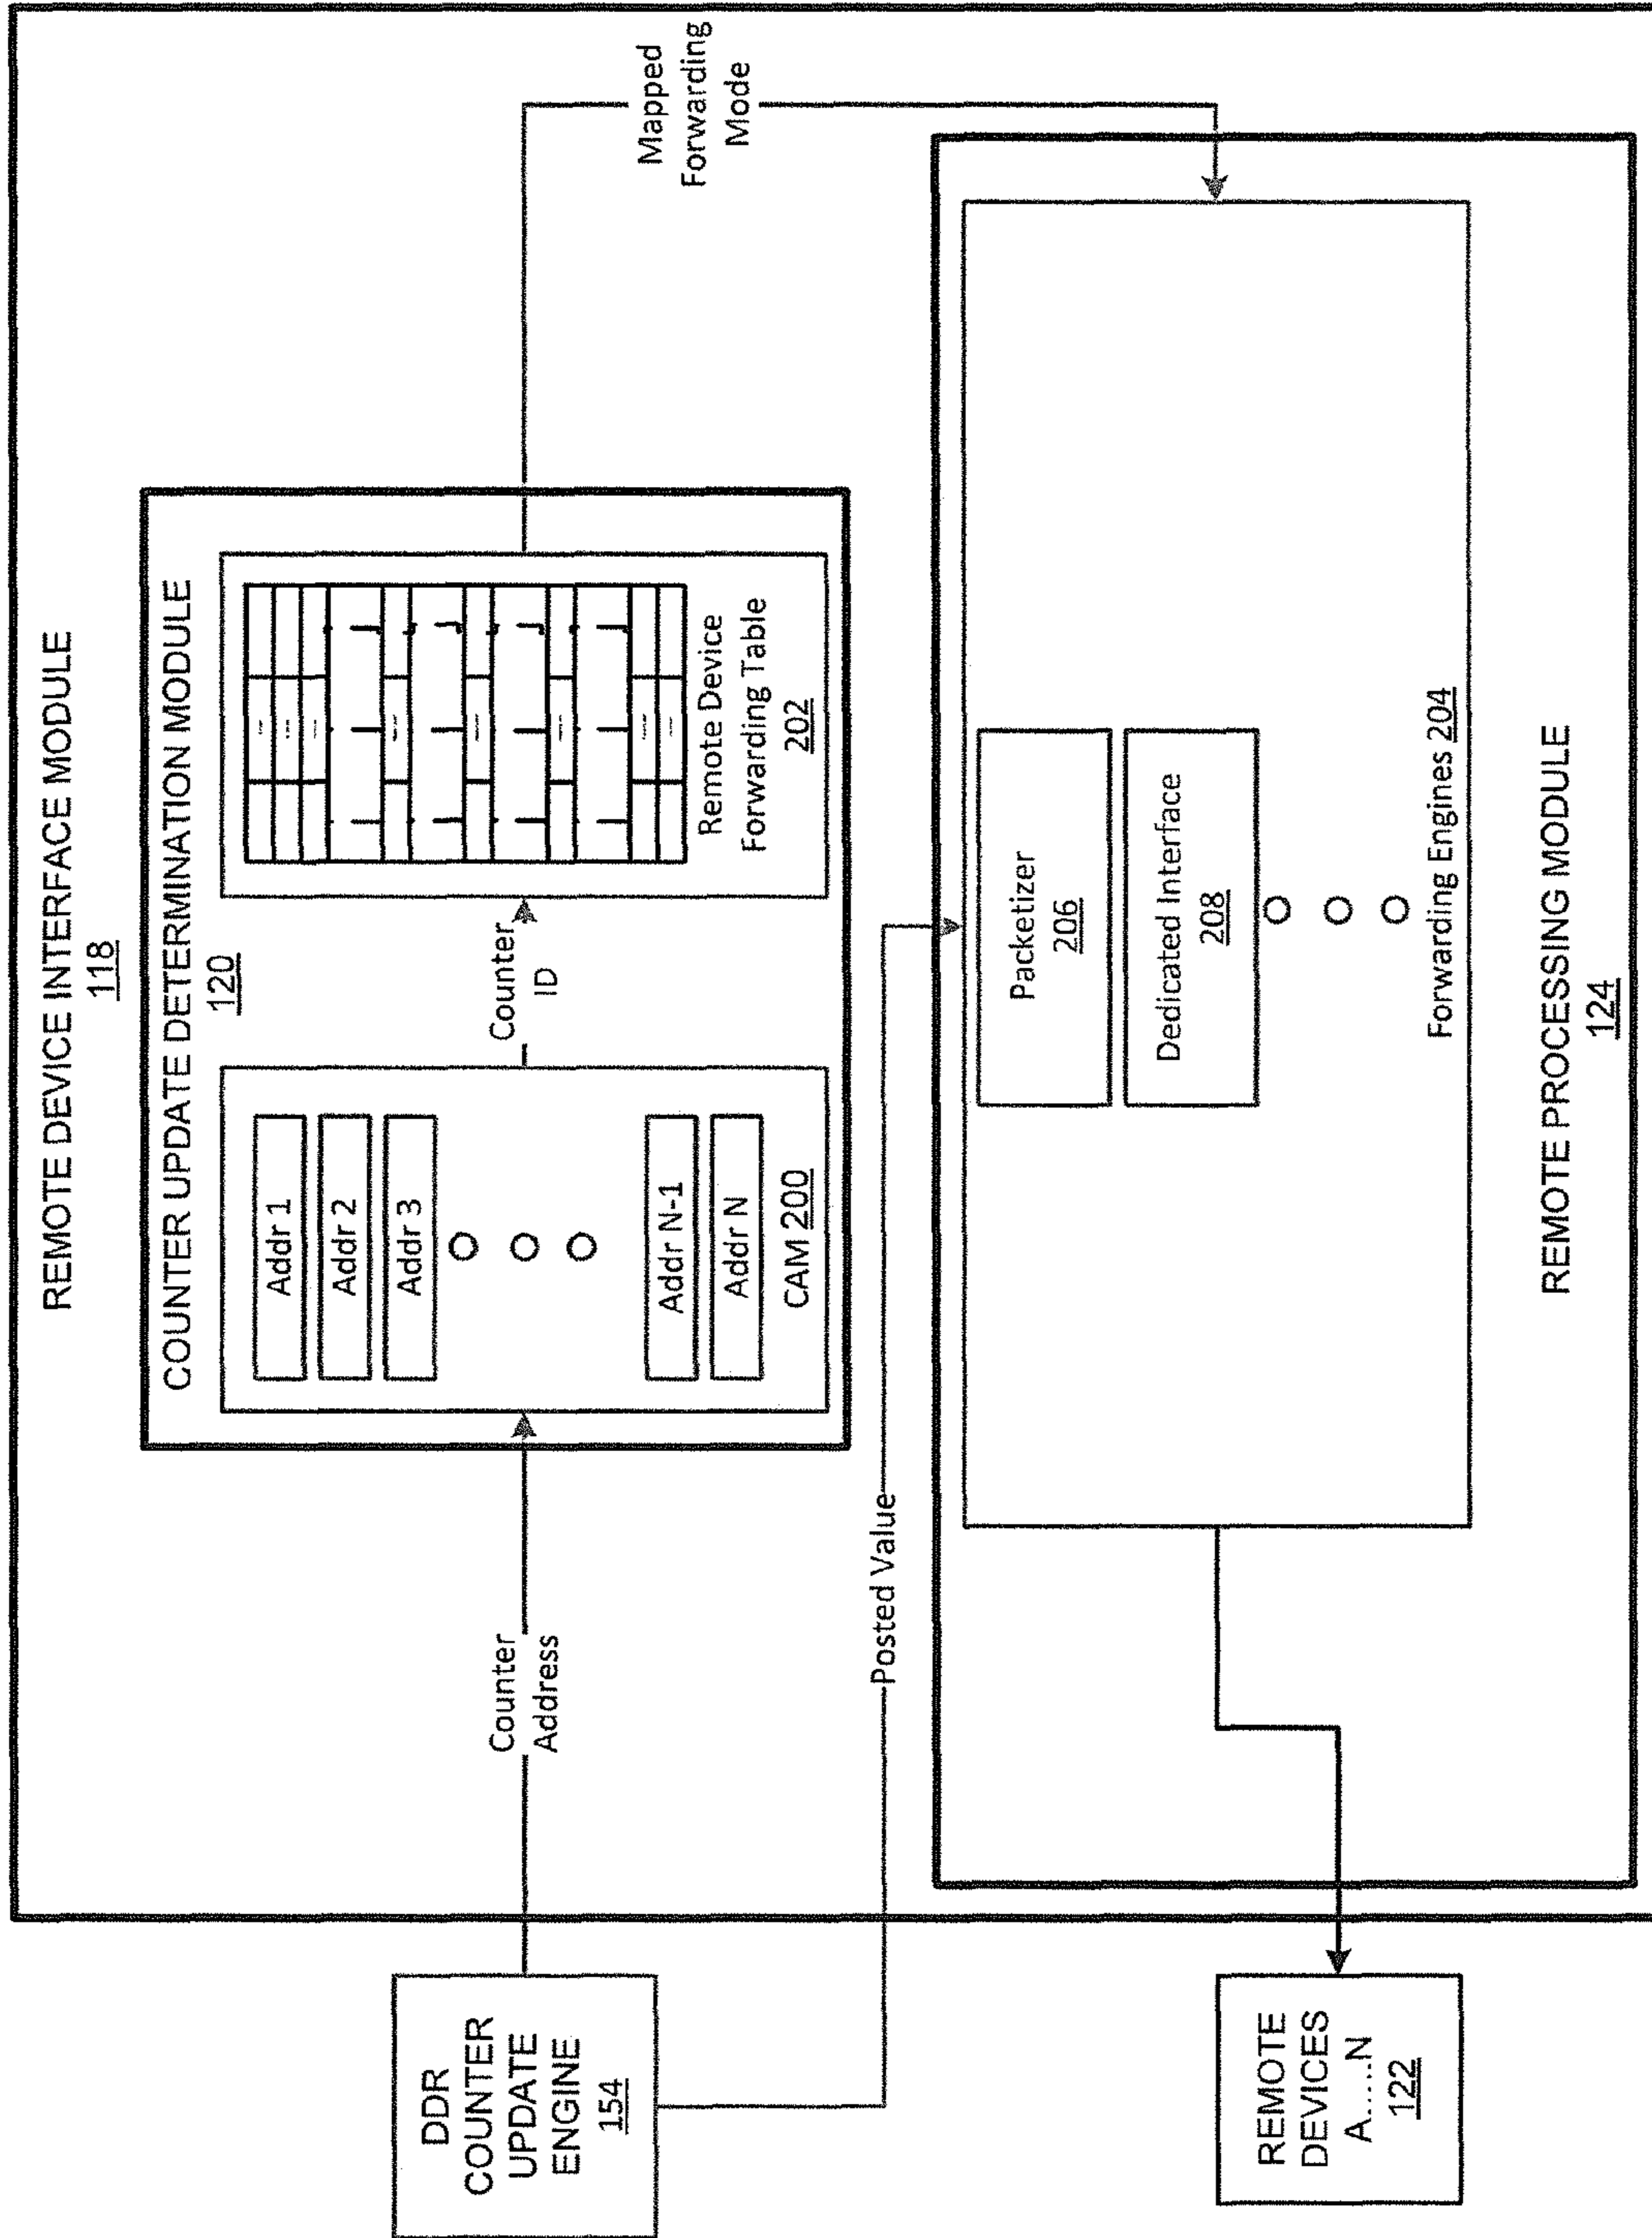 REMOTE DEVICE INTERFACE MODULE
118
COUNTER UPDATE DETERMINATION MODULE
120
DDR
COUNTER
UPDATE
ENGINE
154
Counter
Address
Addr 1
Addr 2
Addr 3
Addr N-1
Addr N
CAM 200
Counter
ID
Remote Device
Forwarding Table
202
Mapped
Forwarding
Mode
Posted Value
Packetizer
206
Dedicated Interface
208
Forwarding Engines 204
REMOTE PROCESSING MODULE
124
REMOTE
DEVICES
A.....N
122